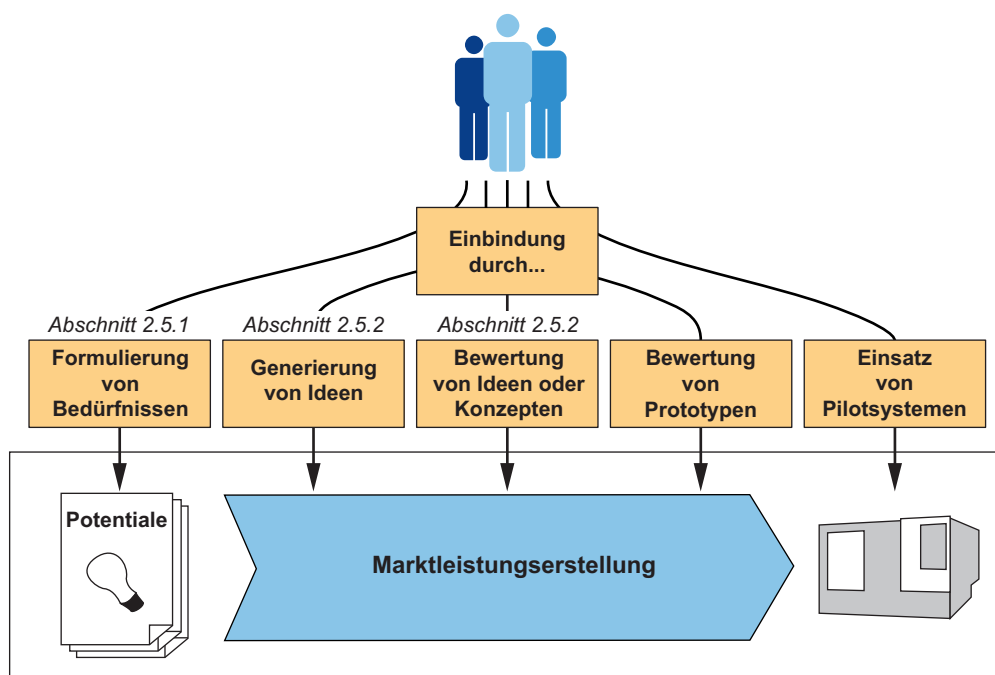 Einbindung
durch...
Abschnitt 2.5.1
Abschnitt 2.5.2
Abschnitt 2.5.2
Formulierung
von
Bedürfnissen
Generierung
von Ideen
Bewertung
von Ideen oder
Konzepten
Bewertung
von
Prototypen
Einsatz
von
Pilotsystemen
Potentiale
Marktleistungserstellung